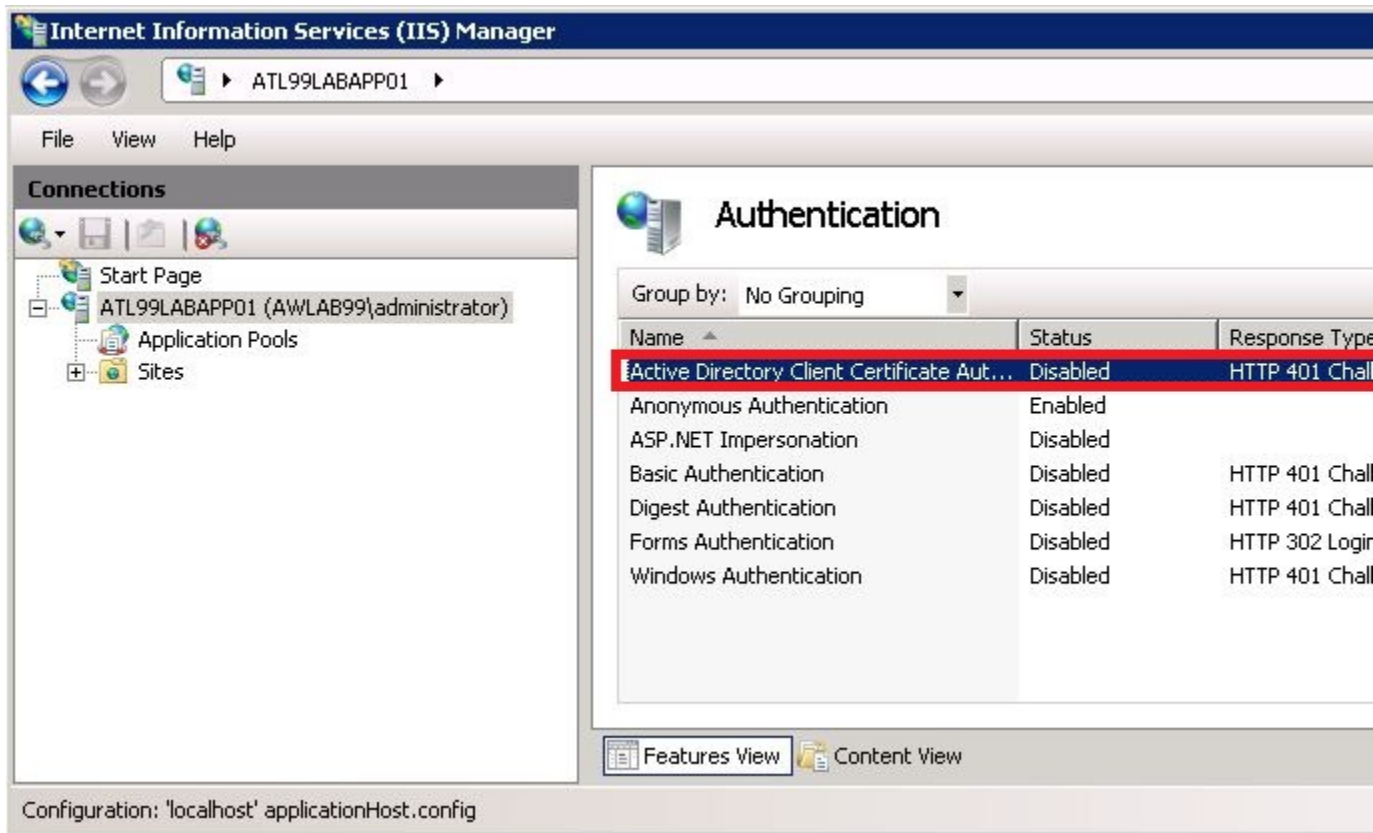 Internet Information Services (IIS) Manager
ATL99LABAPP01
File View Help
Connections
Start Page
ATL99LABAPP01 (AWLAB99\administrator)
Application Pools
Sites
Authentication
Group by: No Grouping
Name Status Response Type
Active Directory Client Certificate Aut... Disabled HTTP 401 Chall
Anonymous Authentication Enabled
ASP.NET Impersonation Disabled
Basic Authentication Disabled HTTP 401 Chall
Digest Authentication Disabled HTTP 401 Chall
Forms Authentication Disabled HTTP 302 Login
Windows Authentication Disabled HTTP 401 Chall
Features View Content View
Configuration: 'localhost' applicationHost.config